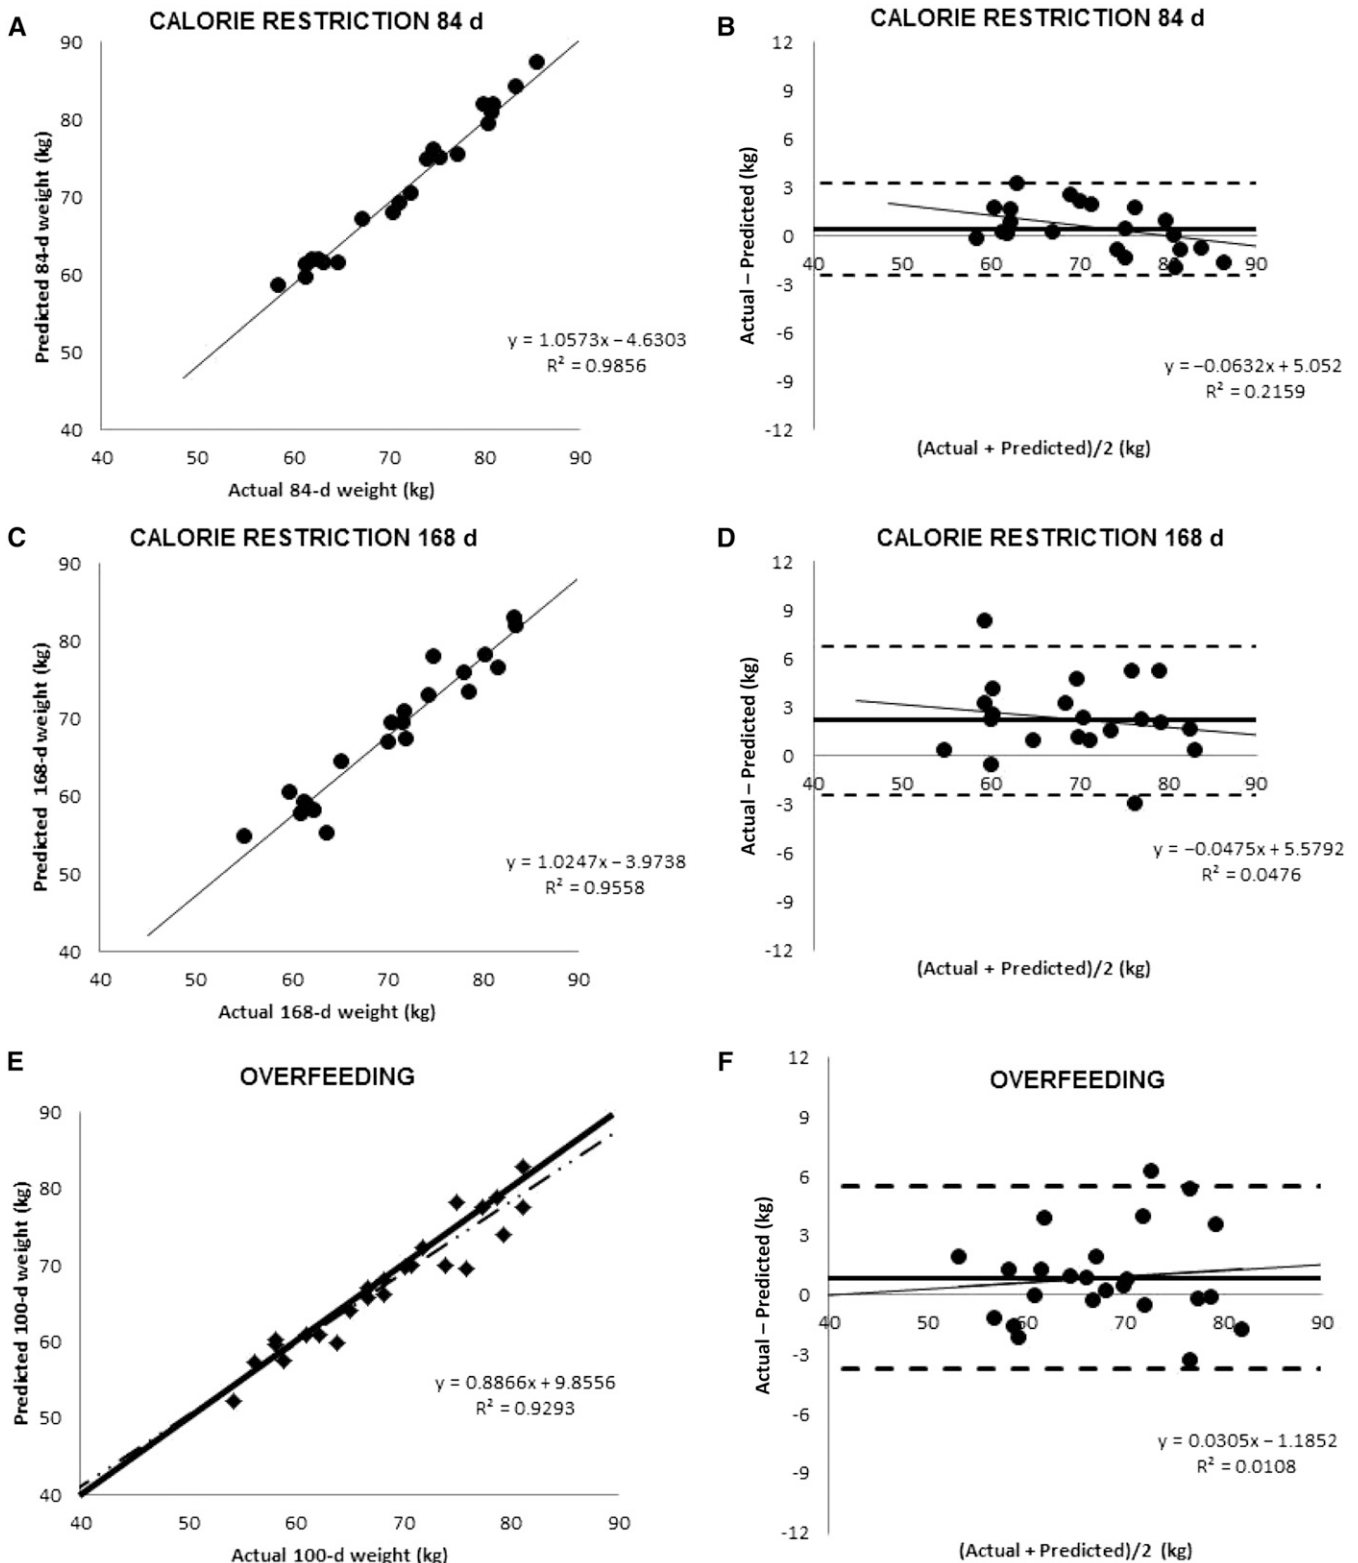 A
CALORIE RESTRICTION 84 d
90
80
70
60
50
40
40 50 60 70 80 90
Predicted 84-d weight (kg)
y = 1.0573x – 4.6303
R² = 0.9856
Actual 84-d weight (kg)
B
CALORIE RESTRICTION 84 d
12
9
6
3
0
-3
-6
-9
-12
40 50 60 70 80 90
Actual – Predicted (kg)
y = –0.0632x + 5.052
R² = 0.2159
(Actual + Predicted)/2 (kg)
C
CALORIE RESTRICTION 168 d
90
80
70
60
50
40
40 50 60 70 80 90
Predicted 168-d weight (kg)
y = 1.0247x – 3.9738
R² = 0.9558
Actual 168-d weight (kg)
D
CALORIE RESTRICTION 168 d
12
9
6
3
0
-3
-6
-9
-12
40 50 60 70 80 90
Actual – Predicted (kg)
y = –0.0475x + 5.5792
R² = 0.0476
(Actual + Predicted)/2 (kg)
E
OVERFEEDING
90
80
70
60
50
40
40 50 60 70 80 90
Predicted 100-d weight (kg)
y = 0.8866x + 9.8556
R² = 0.9293
Actual 100-d weight (kg)
F
OVERFEEDING
12
9
6
3
0
-3
-6
-9
-12
40 50 60 70 80 90
Actual – Predicted (kg)
y = 0.0305x – 1.1852
R² = 0.0108
(Actual + Predicted)/2 (kg)